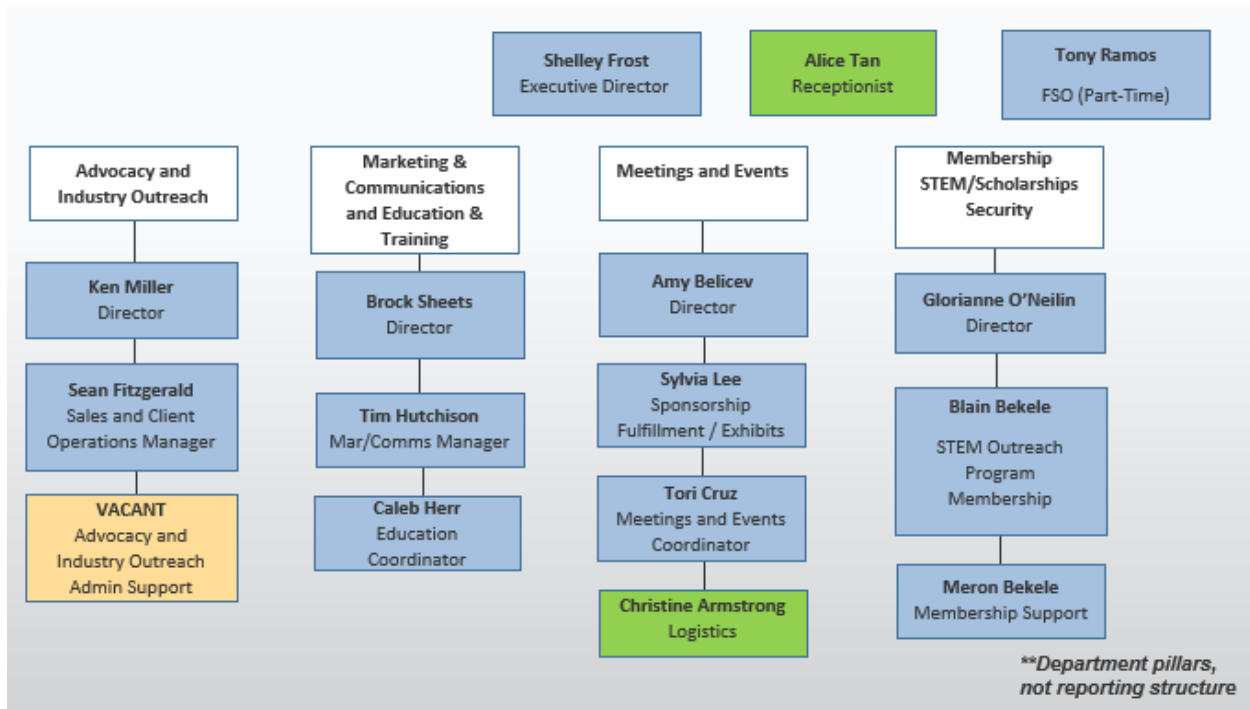 Shelley Frost
Executive Director
Alice Tan
Receptionist
Tony Ramos
FSO (Part-Time)
Advocacy and
Industry Outreach
Ken Miller
Director
Sean Fitzgerald
Sales and Client
Operations Manager
VACANT
Advocacy and
Industry Outreach
Admin Support
Marketing &
Communications
and Education &
Training
Brock Sheets
Director
Tim Hutchison
Mar/Comms Manager
Caleb Herr
Education
Coordinator
Meetings and Events
Amy Belicev
Director
Sylvia Lee
Sponsorship
Fulfillment / Exhibits
Tori Cruz
Meetings and Events
Coordinator
Christine Armstrong
Logistics
Membership
STEM/Scholarships
Security
Glorianne O’Neilin
Director
Blain Bekele
STEM Outreach
Program
Membership
Meron Bekele
Membership Support
**Department pillars,
not reporting structure